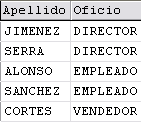 Apellido Oficio
JIMENEZ DIRECTOR
SERRA DIRECTOR
ALONSO EMPLEADO
SANCHEZ EMPLEADO
CORTES VENDEDOR